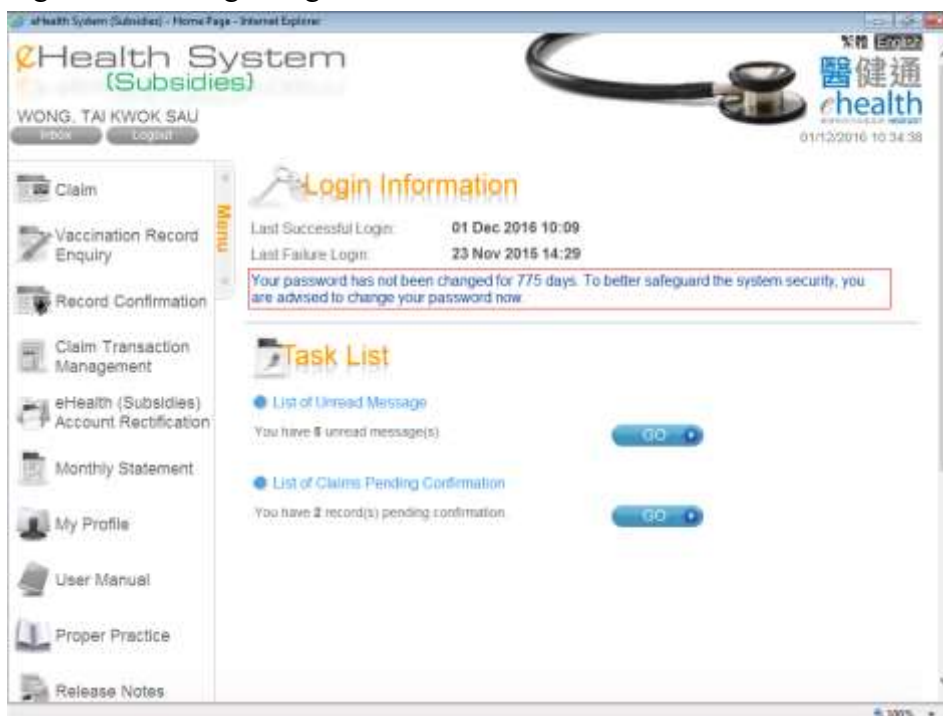 eHealth System (Subsidies) - Home Page - Internet Explorer
eHealth System
(Subsidies)
繁體 English
醫健通
ehealth
WONG, TAI KWOK SAU
Inbox Logout
01/12/2016 10:34:38
Menu
Claim
Vaccination Record
Enquiry
Record Confirmation
Claim Transaction
Management
eHealth (Subsidies)
Account Rectification
Monthly Statement
My Profile
User Manual
Proper Practice
Release Notes
Login Information
Last Successful Login: 01 Dec 2016 10:09
Last Failure Login: 23 Nov 2016 14:29
Your password has not been changed for 775 days. To better safeguard the system security, you
are advised to change your password now.
Task List
List of Unread Message
You have 5 unread message(s)
GO
List of Claims Pending Confirmation
You have 2 record(s) pending confirmation
GO
100%